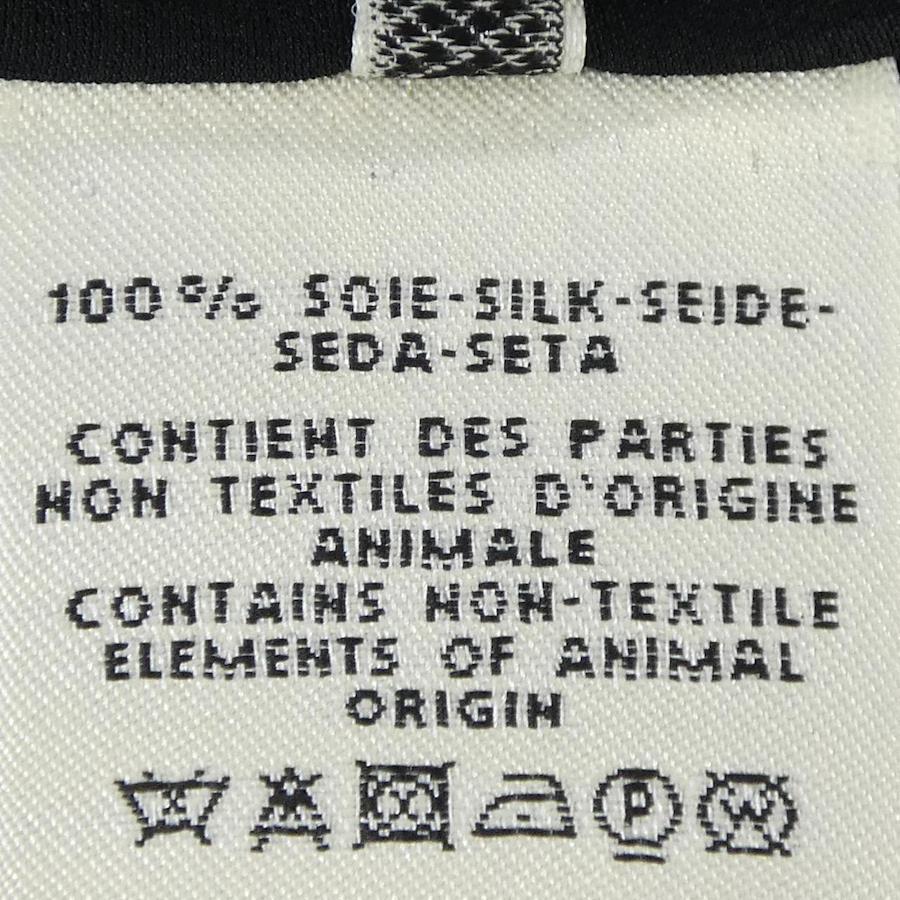 100% SOIE-SILK-SEIDE-
SEDA-SETA
CONTIENT DES PARTIES
NON TEXTILES D'ORIGINE
ANIMALE
CONTAINS NON-TEXTILE
ELEMENTS OF ANIMAL
ORIGIN
P W